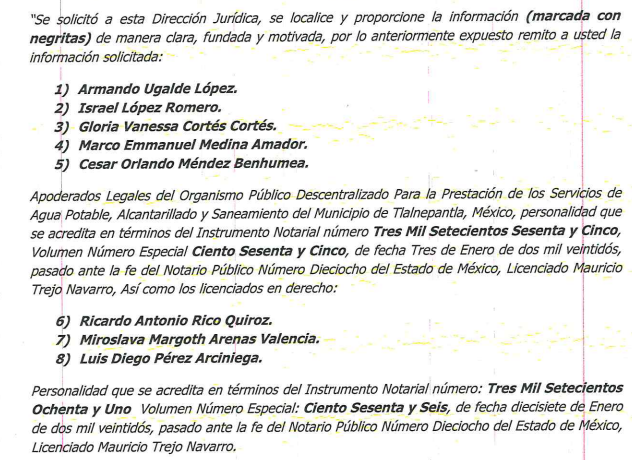 "Se solicitó a esta Dirección Jurídica, se localice y proporcione la información (marcada con
negritas) de manera clara, fundada y motivada, por lo anteriormente expuesto remito a usted la
información solicitada:
1) Armando Ugalde López.
2) Israel López Romero.
3) Gloria Vanessa Cortés Cortés.
4) Marco Emmanuel Medina Amador.
5) Cesar Orlando Méndez Benhumea.
Apoderados Legales del Organismo Público Descentralizado Para la Prestación de los Servicios de
Agua Potable, Alcantarillado y Saneamiento del Municipio de Tlalnepantla, México, personalidad que
se acredita en términos del Instrumento Notarial número Tres Mil Setecientos Sesenta y Cinco,
Volumen Número Especial Ciento Sesenta y Cinco, de fecha Tres de Enero de dos mil veintidós,
pasado ante la fe del Notario Público Número Dieciocho del Estado de México, Licenciado Mauricio
Trejo Navarro, Así como los licenciados en derecho:
6) Ricardo Antonio Rico Quiroz.
7) Miroslava Margoth Arenas Valencia.
8) Luis Diego Pérez Arciniega.
Personalidad que se acredita en términos del Instrumento Notarial número: Tres Mil Setecientos
Ochenta y Uno Volumen Número Especial: Ciento Sesenta y Seis, de fecha diecisiete de Enero
de dos mil veintidós, pasado ante la fe del Notario Público Número Dieciocho del Estado de México,
Licenciado Mauricio Trejo Navarro.